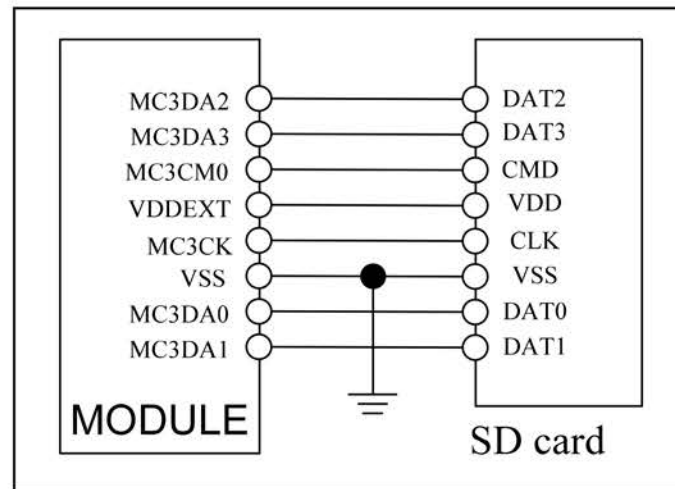 MC3DA2 DAT2
MC3DA3 DAT3
MC3CM0 CMD
VDDEXT VDD
MC3CK CLK
VSS VSS
MC3DA0 DAT0
MC3DA1 DAT1
MODULE
SD card